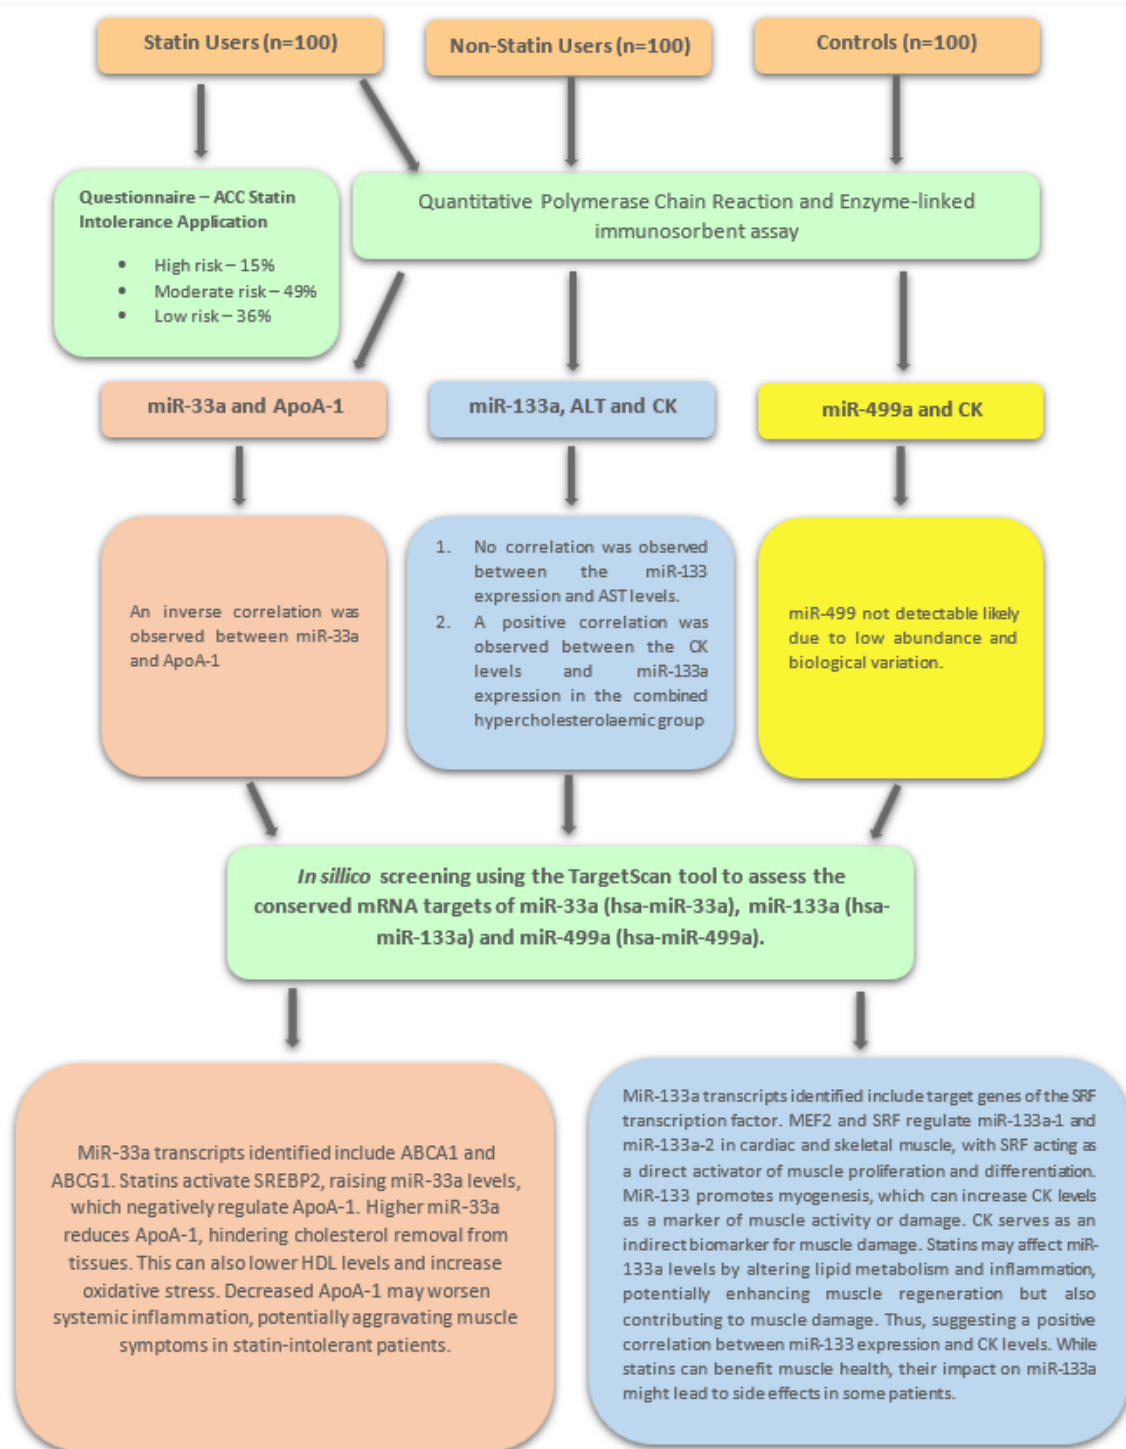 Statin Users (n=100)
Non-Statin Users (n=100)
Controls (n=100)
Questionnaire – ACC Statin
Intolerance Application
• High risk – 15%
• Moderate risk – 49%
• Low risk – 36%
Quantitative Polymerase Chain Reaction and Enzyme-linked
immunosorbent assay
miR-33a and ApoA-1
miR-133a, ALT and CK
miR-499a and CK
An inverse correlation was
observed between miR-33a
and ApoA-1
1. No correlation was observed
between the miR-133
expression and AST levels.
2. A positive correlation was
observed between the CK
levels and miR-133a
expression in the combined
hypercholesterolaemic group
miR-499 not detectable likely
due to low abundance and
biological variation.
In sillico screening using the TargetScan tool to assess the
conserved mRNA targets of miR-33a (hsa-miR-33a), miR-133a (hsa-
miR-133a) and miR-499a (hsa-miR-499a).
MiR-33a transcripts identified include ABCA1 and
ABCG1. Statins activate SREBP2, raising miR-33a levels,
which negatively regulate ApoA-1. Higher miR-33a
reduces ApoA-1, hindering cholesterol removal from
tissues. This can also lower HDL levels and increase
oxidative stress. Decreased ApoA-1 may worsen
systemic inflammation, potentially aggravating muscle
symptoms in statin-intolerant patients.
MiR-133a transcripts identified include target genes of the SRF
transcription factor. MEF2 and SRF regulate miR-133a-1 and
miR-133a-2 in cardiac and skeletal muscle, with SRF acting as
a direct activator of muscle proliferation and differentiation.
MiR-133 promotes myogenesis, which can increase CK levels
as a marker of muscle activity or damage. CK serves as an
indirect biomarker for muscle damage. Statins may affect miR-
133a levels by altering lipid metabolism and inflammation,
potentially enhancing muscle regeneration but also
contributing to muscle damage. Thus, suggesting a positive
correlation between miR-133 expression and CK levels. While
statins can benefit muscle health, their impact on miR-133a
might lead to side effects in some patients.